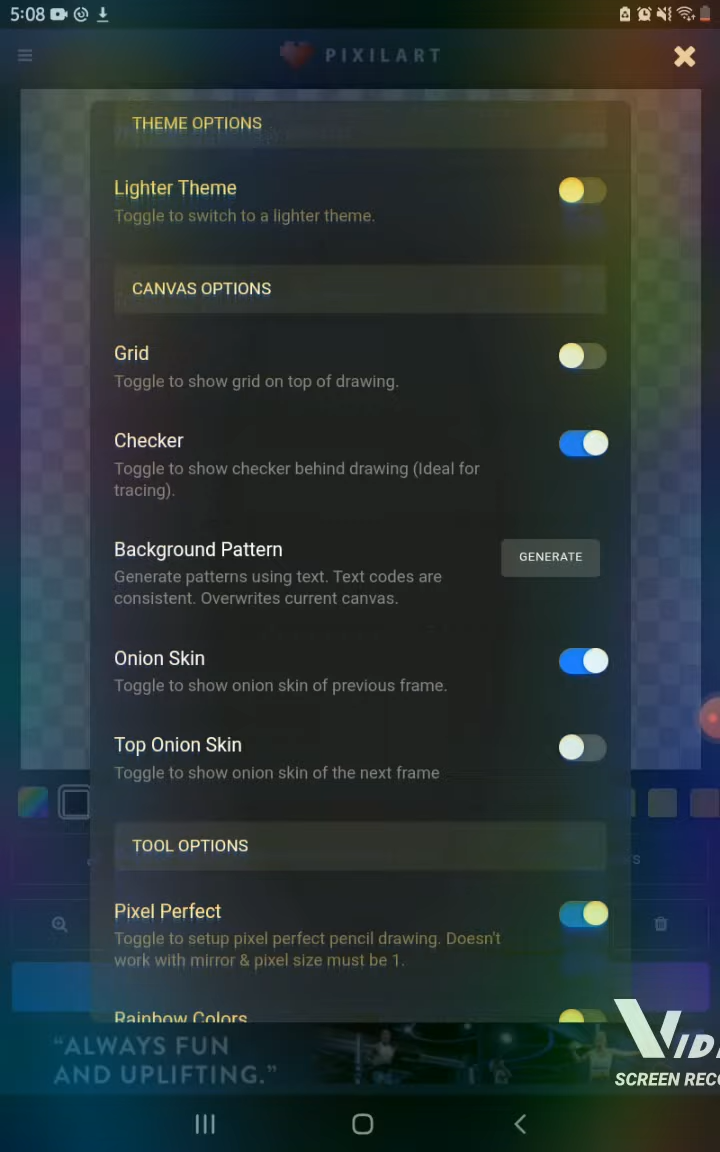 5:08
PIXILART
THEME OPTIONS
Lighter Theme
Toggle to switch to a lighter theme.
CANVAS OPTIONS
Grid
Toggle to show grid on top of drawing.
Checker
Toggle to show checker behind drawing (Ideal for
tracing).
Background Pattern
GENERATE
Generate patterns using text. Text codes are
consistent. Overwrites current canvas.
Onion Skin
Toggle to show onion skin of previous frame.
Top Onion Skin
Toggle to show onion skin of the next frame
TOOL OPTIONS
Pixel Perfect
Toggle to setup pixel perfect pencil drawing. Doesn't
work with mirror & pixel size must be 1.
Rainbow Colors
“ALWAYS FUN
AND UPLIFTING.”
SCREEN